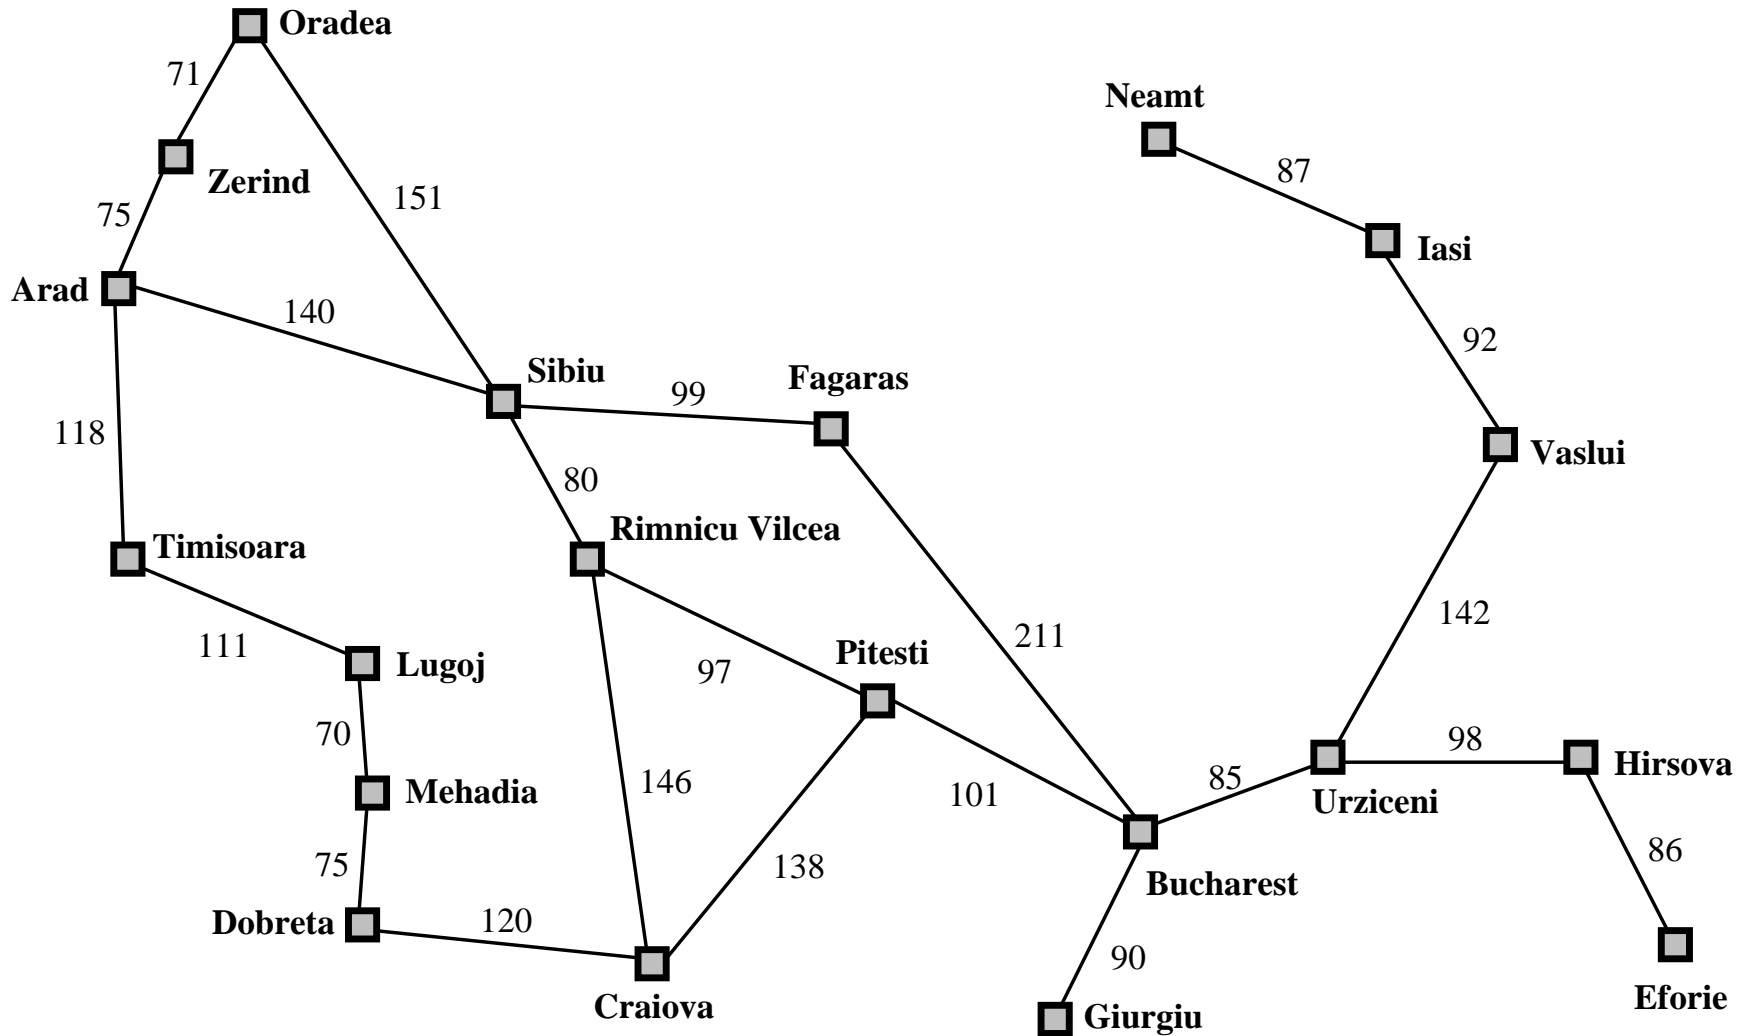 Oradea
71
Neamt
87
Zerind
151
75
Iasi
Arad
140
92
Sibiu
Fagaras
99
118
Vaslui
80
Rimnicu Vilcea
Timisoara
142
111
211
Pitesti
Lugoj
97
70
98
Hirsova
146
85
Mehadia
101
Urziceni
86
75
138
Bucharest
Dobreta
120
90
Eforie
Craiova
Giurgiu